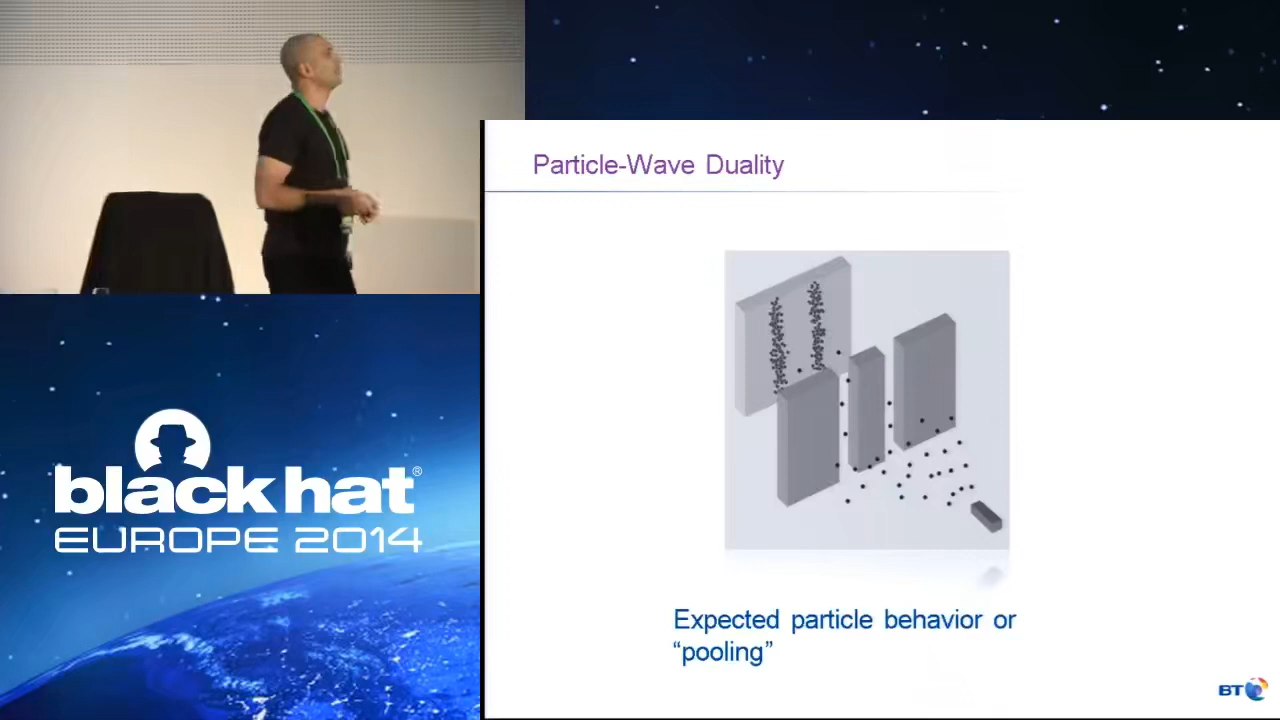 Particle-Wave Duality
blackhat®
EUROPE 2014
Expected particle behavior or
“pooling”
BT